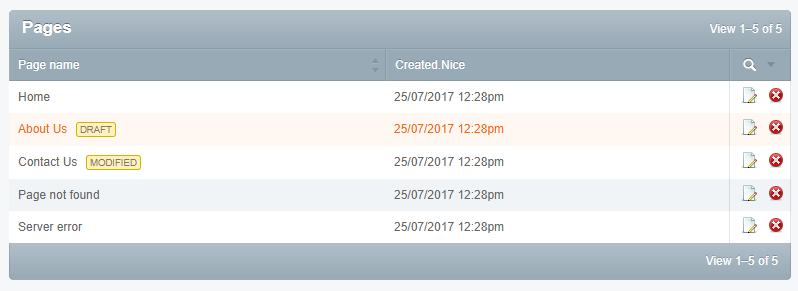 Pages View 1–5 of 5
Page name Created.Nice
Home 25/07/2017 12:28pm
About Us DRAFT 25/07/2017 12:28pm
Contact Us MODIFIED 25/07/2017 12:28pm
Page not found 25/07/2017 12:28pm
Server error 25/07/2017 12:28pm
View 1–5 of 5